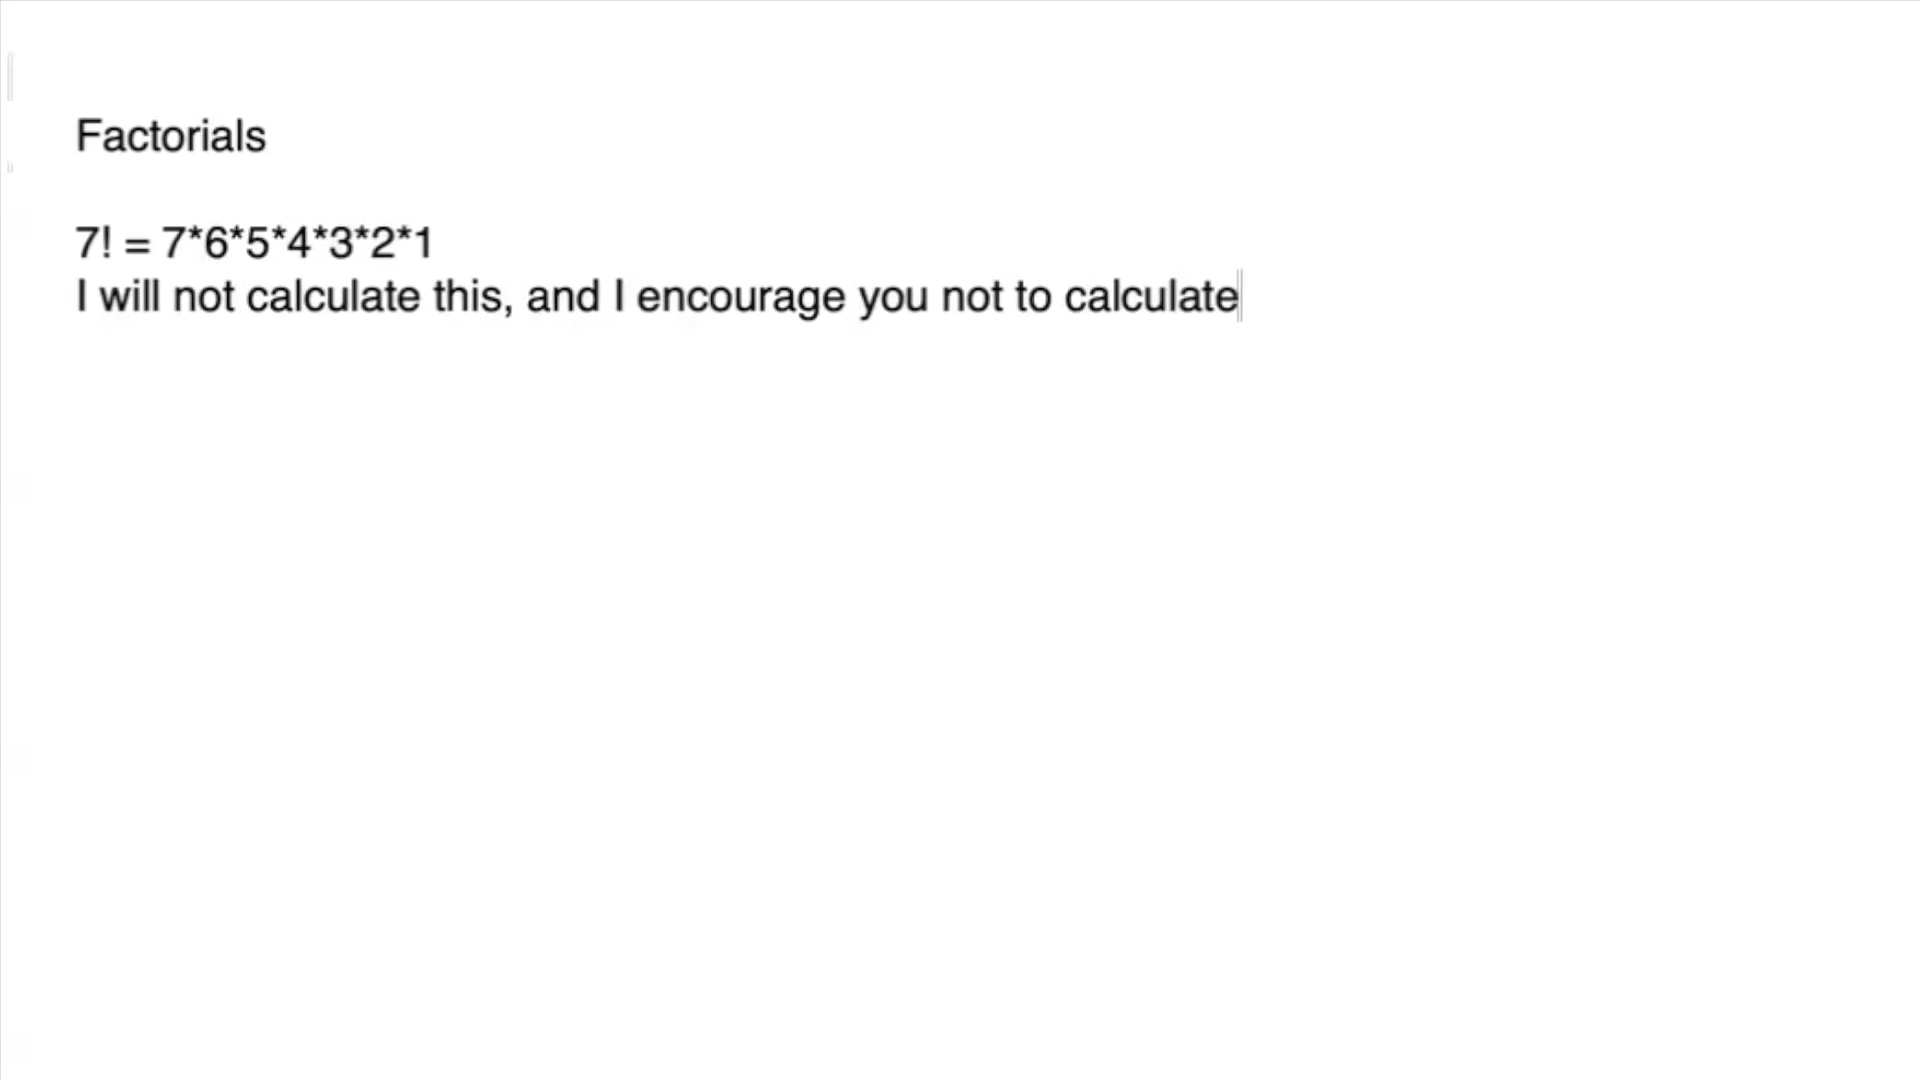 Factorials
7! = 7*6*5*4*3*2*1
I will not calculate this, and I encourage you not to calculate